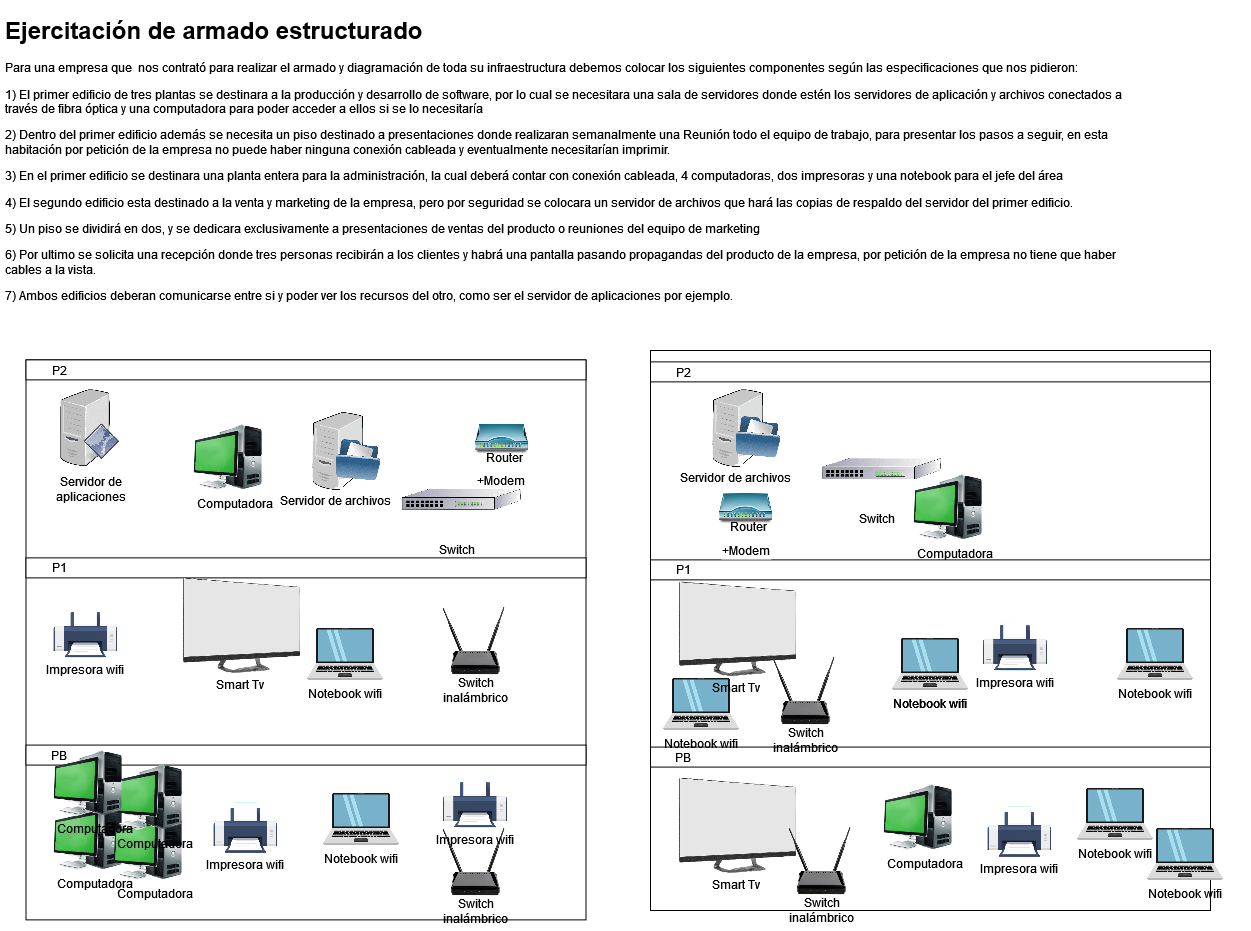 Ejercitación de armado estructurado
Para una empresa que  nos contrató para realizar el armado y diagramación de toda su infraestructura debemos colocar los siguientes componentes según las especificaciones que nos pidieron:
1) El primer edificio de tres plantas se destinara a la producción y desarrollo de software, por lo cual se necesitara una sala de servidores donde estén los servidores de aplicación y archivos conectados a
través de fibra óptica y una computadora para poder acceder a ellos si se lo necesitaría
2) Dentro del primer edificio además se necesita un piso destinado a presentaciones donde realizaran semanalmente una Reunión todo el equipo de trabajo, para presentar los pasos a seguir, en esta
habitación por petición de la empresa no puede haber ninguna conexión cableada y eventualmente necesitarían imprimir.
3) En el primer edificio se destinara una planta entera para la administración, la cual deberá contar con conexión cableada, 4 computadoras, dos impresoras y una notebook para el jefe del área
4) El segundo edificio esta destinado a la venta y marketing de la empresa, pero por seguridad se colocara un servidor de archivos que hará las copias de respaldo del servidor del primer edificio.
5) Un piso se dividirá en dos, y se dedicara exclusivamente a presentaciones de ventas del producto o reuniones del equipo de marketing
6) Por ultimo se solicita una recepción donde tres personas recibirán a los clientes y habrá una pantalla pasando propagandas del producto de la empresa, por petición de la empresa no tiene que haber
cables a la vista.
7) Ambos edificios deberan comunicarse entre si y poder ver los recursos del otro, como ser el servidor de aplicaciones por ejemplo.
P2
Servidor de
aplicaciones
Computadora
Servidor de archivos
Router
+Modem
Switch
P1
Impresora wifi
Smart Tv
Notebook wifi
Switch
inalámbrico
PB
Computadora
Computadora
Computadora
Computadora
Impresora wifi
Notebook wifi
Impresora wifi
Switch
inalámbrico
P2
Servidor de archivos
Router
+Modem
Switch
Computadora
P1
Smart Tv
Notebook wifi
Switch
inalámbrico
Notebook wifi
Impresora wifi
Notebook wifi
PB
Smart Tv
Switch
inalámbrico
Computadora
Impresora wifi
Notebook wifi
Notebook wifi